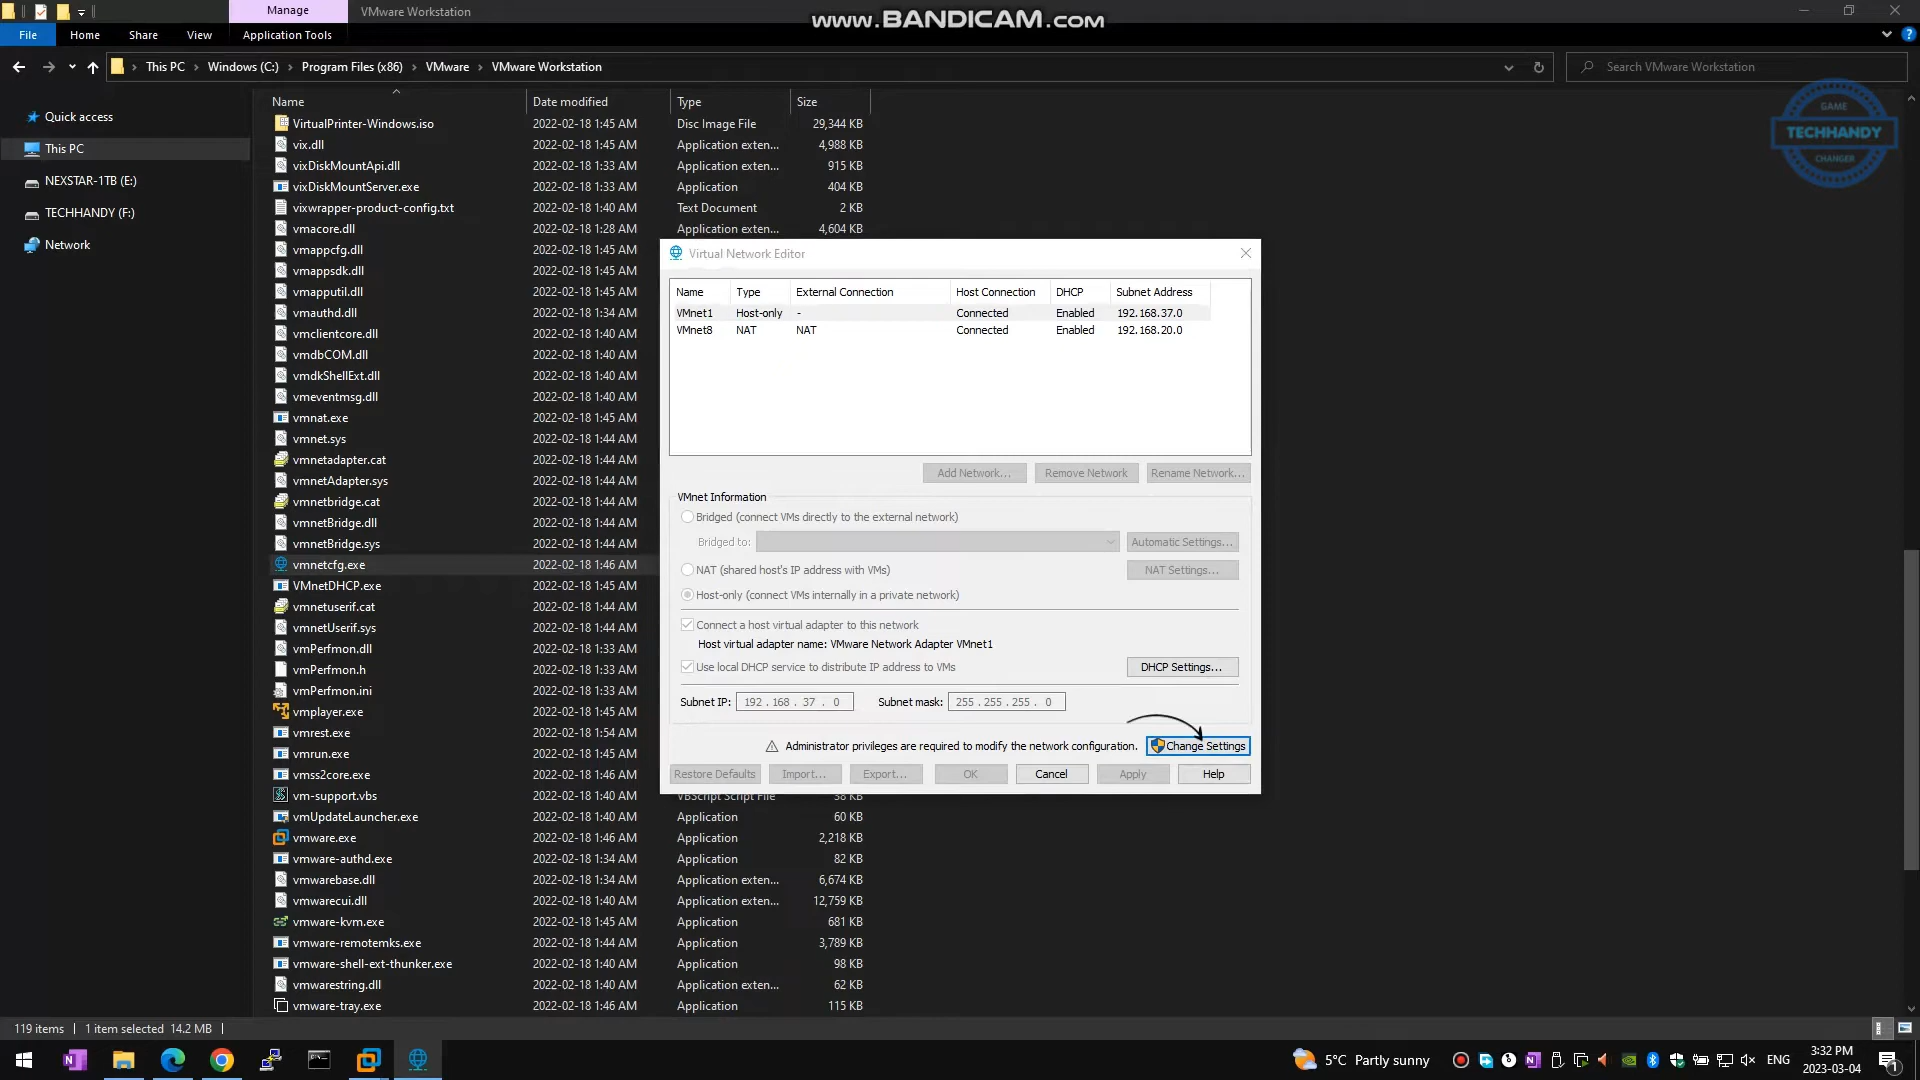 Manage
VMware Workstation
www.BANDICAM.com
File
Home
Share
View
Application Tools
This PC
Windows (C:)
Program Files (x86)
VMware
VMware Workstation
Search VMware Workstation
GAME
TECHHANDY
CHANGER
Quick access
This PC
NEXSTAR-1TB (E:)
TECHHANDY (F:)
Network
Name Date modified Type Size
VirtualPrinter-Windows.iso 2022-02-18 1:45 AM Disc Image File 29,344 KB
vix.dll 2022-02-18 1:45 AM Application exten... 4,988 KB
vixDiskMountApi.dll 2022-02-18 1:33 AM Application exten... 915 KB
vixDiskMountServer.exe 2022-02-18 1:33 AM Application 404 KB
vixwrapper-product-config.txt 2022-02-18 1:40 AM Text Document 2 KB
vmacore.dll 2022-02-18 1:28 AM Application exten... 4,604 KB
vmappcfg.dll 2022-02-18 1:45 AM
vmappsdk.dll 2022-02-18 1:45 AM
vmapputil.dll 2022-02-18 1:45 AM
vmauthd.dll 2022-02-18 1:34 AM
vmclientcore.dll 2022-02-18 1:40 AM
vmdbCOM.dll 2022-02-18 1:40 AM
vmdkShellExt.dll 2022-02-18 1:40 AM
vmeventmsg.dll 2022-02-18 1:40 AM
vmnat.exe 2022-02-18 1:45 AM
vmnet.sys 2022-02-18 1:44 AM
vmnetadapter.cat 2022-02-18 1:44 AM
vmnetAdapter.sys 2022-02-18 1:44 AM
vmnetbridge.cat 2022-02-18 1:44 AM
vmnetBridge.dll 2022-02-18 1:44 AM
vmnetBridge.sys 2022-02-18 1:44 AM
vmnetcfg.exe 2022-02-18 1:46 AM
VMnetDHCP.exe 2022-02-18 1:45 AM
vmnetuserif.cat 2022-02-18 1:44 AM
vmnetUserif.sys 2022-02-18 1:44 AM
vmPerfmon.dll 2022-02-18 1:33 AM
vmPerfmon.h 2022-02-18 1:33 AM
vmPerfmon.ini 2022-02-18 1:33 AM
vmplayer.exe 2022-02-18 1:45 AM
vmrest.exe 2022-02-18 1:54 AM
vmrun.exe 2022-02-18 1:45 AM
vmss2core.exe 2022-02-18 1:46 AM
vm-support.vbs 2022-02-18 1:40 AM VBScript Script File 38 KB
vmUpdateLauncher.exe 2022-02-18 1:40 AM Application 60 KB
vmware.exe 2022-02-18 1:46 AM Application 2,218 KB
vmware-authd.exe 2022-02-18 1:34 AM Application 82 KB
vmwarebase.dll 2022-02-18 1:34 AM Application exten... 6,674 KB
vmwarecui.dll 2022-02-18 1:40 AM Application exten... 12,759 KB
vmware-kvm.exe 2022-02-18 1:45 AM Application 681 KB
vmware-remotemks.exe 2022-02-18 1:44 AM Application 3,789 KB
vmware-shell-ext-thunker.exe 2022-02-18 1:40 AM Application 98 KB
vmwarestring.dll 2022-02-18 1:45 AM Application exten... 62 KB
vmware-tray.exe 2022-02-18 1:46 AM Application 115 KB
Virtual Network Editor
Name Type External Connection Host Connection DHCP Subnet Address
VMnet1 Host-only - Connected Enabled 192.168.37.0
VMnet8 NAT NAT Connected Enabled 192.168.20.0
Add Network... Remove Network Rename Network...
VMnet Information
Bridged (connect VMs directly to the external network)
Bridged to: Automatic Settings...
NAT (shared host's IP address with VMs) NAT Settings...
Host-only (connect VMs internally in a private network)
Connect a host virtual adapter to this network
Host virtual adapter name: VMware Network Adapter VMnet1
Use local DHCP service to distribute IP address to VMs DHCP Settings...
Subnet IP: 192 . 168 . 37 . 0 Subnet mask: 255 . 255 . 255 . 0
Administrator privileges are required to modify the network configuration. Change Settings
Restore Defaults Import... Export... OK Cancel Apply Help
119 items 1 item selected 14.2 MB
5°C Partly sunny
ENG
3:32 PM
2023-03-04
1